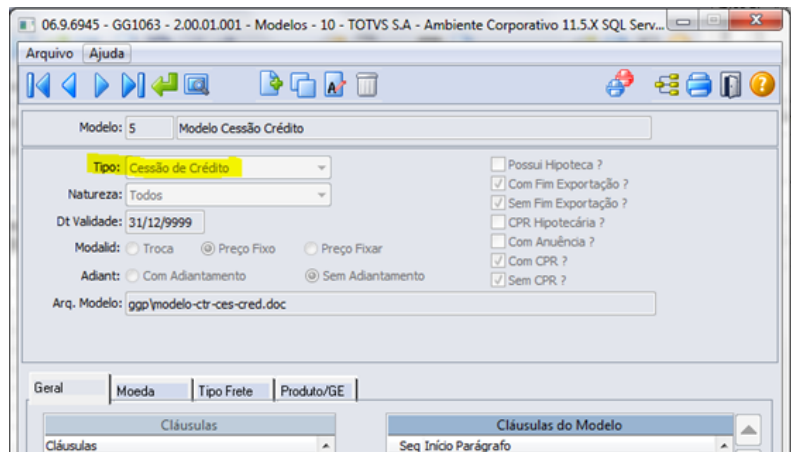 06.9.6945 - GG1063 - 2.00.01.001 - Modelos - 10 - TOTVS S.A - Ambiente Corporativo 11.5.X SQL Serv...
Arquivo Ajuda
Modelo: 5 Modelo Cessão Crédito
Tipo: Cessão de Crédito
Possui Hipoteca ?
Com Fim Exportação ?
Natureza: Todos
Sem Fim Exportação ?
Dt Validade: 31/12/9999
CPR Hipotecária ?
Modalid: Troca Preço Fixo Preço Fixar
Com Anuência ?
Com CPR ?
Adiant: Com Adiantamento Sem Adiantamento
Sem CPR ?
Arq. Modelo: ggp\modelo-ctr-ces-cred.doc
Geral Moeda Tipo Frete Produto/GE
Cláusulas Cláusulas do Modelo
Cláusulas Seq Início Parágrafo